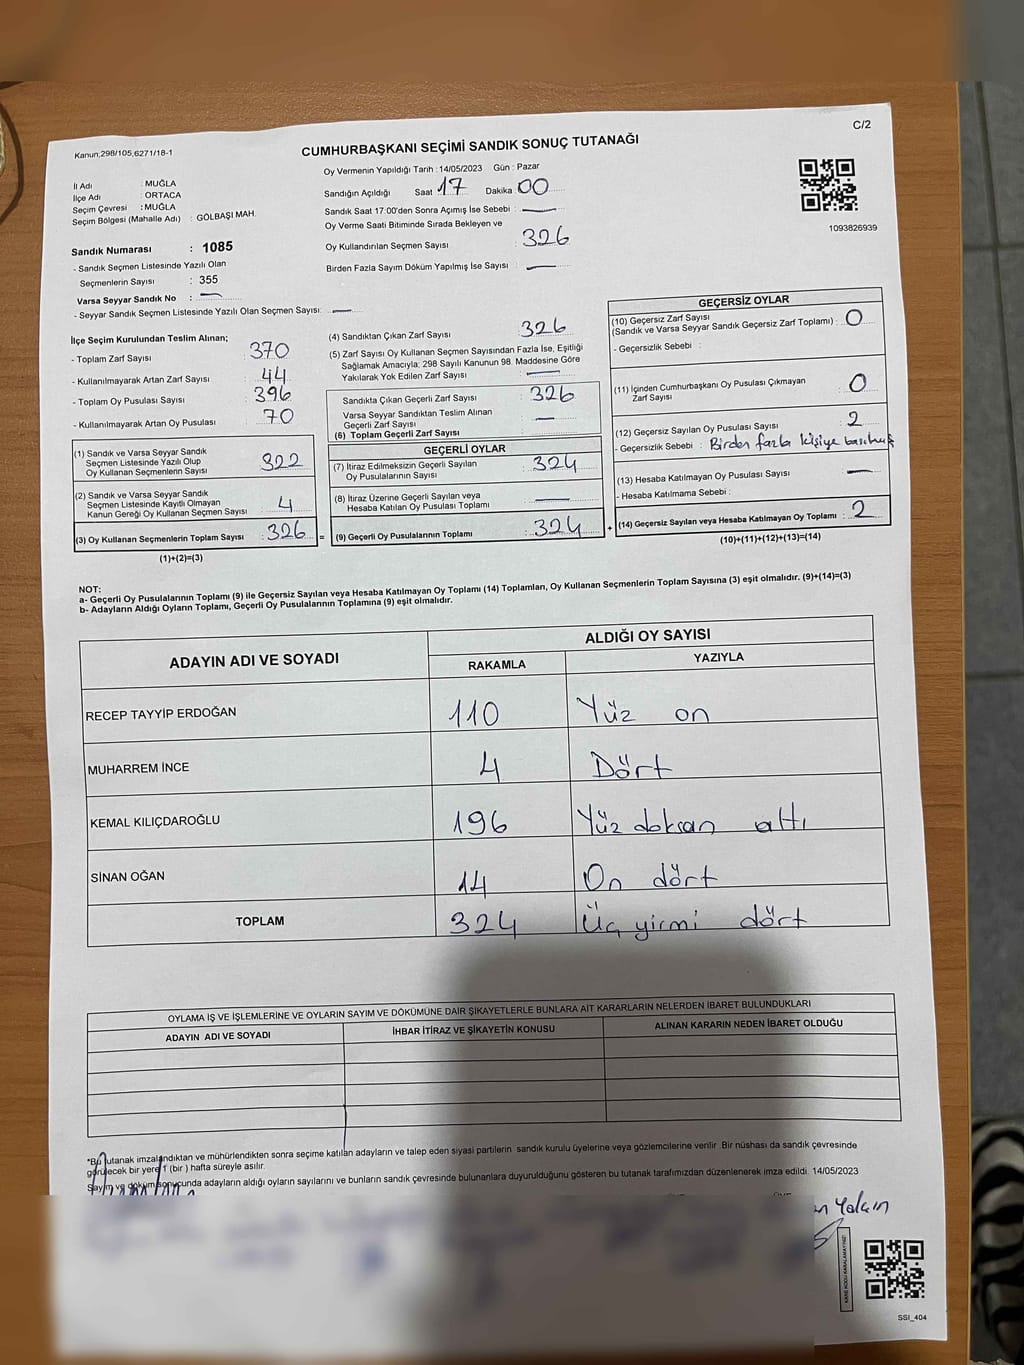 C/2
Kanun,298/105,6271/18-1
CUMHURBAŞKANI SEÇİMİ SANDIK SONUÇ TUTANAĞI
İl Adı : MUĞLA
İlçe Adı : ORTACA
Seçim Çevresi : MUĞLA
Seçim Bölgesi (Mahalle Adı) : GÖLBAŞI MAH.
Oy Vermenin Yapıldığı Tarih : 14/05/2023 Gün : Pazar
Sandığın Açıldığı Saat 17 Dakika 00
Sandık Saat 17:00'den Sonra Açımış İse Sebebi : —
Oy Verme Saati Bitiminde Sırada Bekleyen ve
Oy Kullandırılan Seçmen Sayısı : 326
Birden Fazla Sayım Döküm Yapılmış İse Sayısı : —
1093826939
Sandık Numarası : 1085
- Sandık Seçmen Listesinde Yazılı Olan
Seçmenlerin Sayısı : 355
Varsa Seyyar Sandık No : —
- Seyyar Sandık Seçmen Listesinde Yazılı Olan Seçmen Sayısı: —
İlçe Seçim Kurulundan Teslim Alınan;
- Toplam Zarf Sayısı : 370
- Kullanılmayarak Artan Zarf Sayısı : 44
- Toplam Oy Pusulası Sayısı : 396
- Kullanılmayarak Artan Oy Pusulası : 70
(1) Sandık ve Varsa Seyyar Sandık
Seçmen Listesinde Yazılı Olup
Oy Kullanan Seçmenlerin Sayısı : 322
(2) Sandık ve Varsa Seyyar Sandık
Seçmen Listesinde Kayıtlı Olmayan
Kanun Gereği Oy Kullanan Seçmen Sayısı : 4
(3) Oy Kullanan Seçmenlerin Toplam Sayısı : 326 =
(1)+(2)=(3)
(4) Sandıktan Çıkan Zarf Sayısı : 326
(5) Zarf Sayısı Oy Kullanan Seçmen Sayısından Fazla İse, Eşitliği
Sağlamak Amacıyla; 298 Sayılı Kanunun 98. Maddesine Göre
Yakılarak Yok Edilen Zarf Sayısı : —
Sandıkta Çıkan Geçerli Zarf Sayısı : 326
Varsa Seyyar Sandıktan Teslim Alınan
Geçerli Zarf Sayısı : —
(6) Toplam Geçerli Zarf Sayısı :
GEÇERLİ OYLAR
(7) İtiraz Edilmeksizin Geçerli Sayılan
Oy Pusulalarının Sayısı : 324
(8) İtiraz Üzerine Geçerli Sayılan veya
Hesaba Katılan Oy Pusulası Toplamı : —
(9) Geçerli Oy Pusulalarının Toplamı : 324 +
GEÇERSİZ OYLAR
(10) Geçersiz Zarf Sayısı
(Sandık ve Varsa Seyyar Sandık Geçersiz Zarf Toplamı) : 0
- Geçersizlik Sebebi :
(11) İçinden Cumhurbaşkanı Oy Pusulası Çıkmayan
Zarf Sayısı : 0
(12) Geçersiz Sayılan Oy Pusulası Sayısı : 2
- Geçersizlik Sebebi : Birden fazla kişiye
(13) Hesaba Katılmayan Oy Pusulası Sayısı : —
- Hesaba Katılmama Sebebi :
(14) Geçersiz Sayılan veya Hesaba Katılmayan Oy Toplamı : 2
(10)+(11)+(12)+(13)=(14)
NOT:
a- Geçerli Oy Pusulalarının Toplamı (9) ile Geçersiz Sayılan veya Hesaba Katılmayan Oy Toplamı (14) Toplamları, Oy Kullanan Seçmenlerin Toplam Sayısına (3) eşit olmalıdır. (9)+(14)=(3)
b- Adayların Aldığı Oyların Toplamı, Geçerli Oy Pusulalarının Toplamına (9) eşit olmalıdır.
ADAYIN ADI VE SOYADI
ALDIĞI OY SAYISI
RAKAMLA YAZIYLA
RECEP TAYYİP ERDOĞAN 110 Yüz on
MUHARREM İNCE 4 Dört
KEMAL KILIÇDAROĞLU 196 Yüz doksan altı
SİNAN OĞAN 14 On dört
TOPLAM 324 Üç yirmi dört
OYLAMA İŞ VE İŞLEMLERİNE VE OYLARIN SAYIM VE DÖKÜMÜNE DAİR ŞİKAYETLERLE BUNLARA AİT KARARLARIN NELERDEN İBARET BULUNDUKLARI
ADAYIN ADI VE SOYADI İHBAR İTİRAZ VE ŞİKAYETİN KONUSU ALINAN KARARIN NEDEN İBARET OLDUĞU
*Bu tutanak imzalandıktan ve mühürlendikten sonra seçime katılan adayların ve talep eden siyasi partilerin sandık kurulu üyelerine veya gözlemcilerine verilir. Bir nüshası da sandık çevresinde
görülecek bir yere 1 (bir) hafta süreyle asılır.
Sayım ve döküm sonucunda adayların aldığı oyların sayılarını ve bunların sandık çevresinde bulunanlara duyurulduğunu gösteren bu tutanak tarafımızdan düzenlenerek imza edildi. 14/05/2023
Yalçın
SSI_404